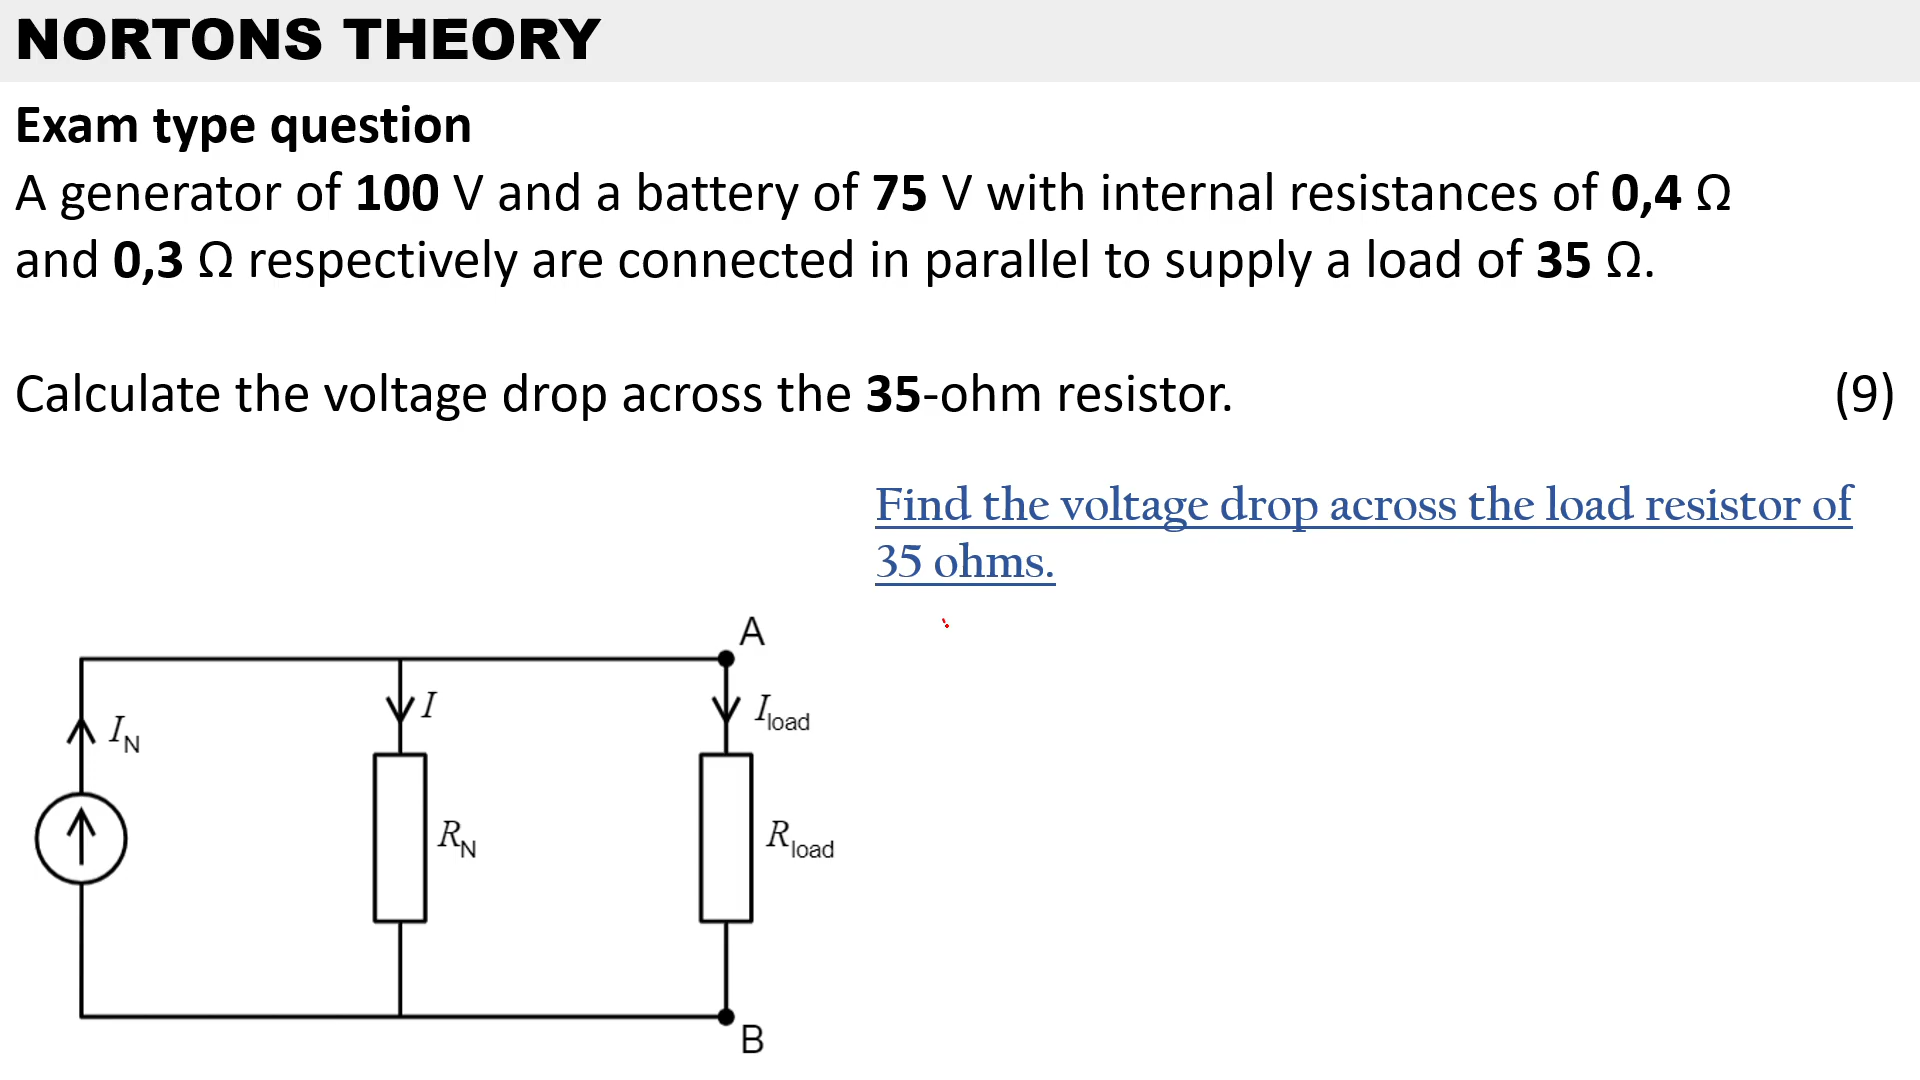 NORTONS THEORY
Exam type question
A generator of 100 V and a battery of 75 V with internal resistances of 0,4 Ω
and 0,3 Ω respectively are connected in parallel to supply a load of 35 Ω.
Calculate the voltage drop across the 35-ohm resistor. (9)
Find the voltage drop across the load resistor of
35 ohms.
A
I
Iload
IN
RN
Rload
B